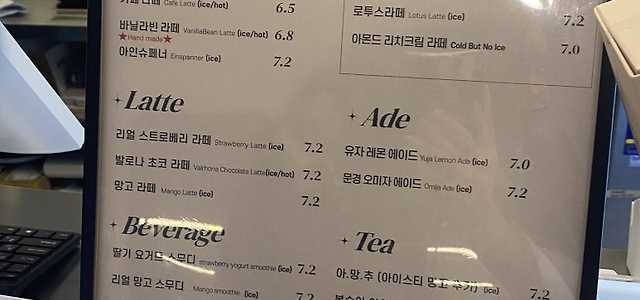 라떼 Cafe Latte (ice/hot) 6.5
바닐라빈 라떼 VanillaBean Latte (ice/hot) 6.8
★Hand made★
아인슈페너 Einspanner (ice) 7.2
로투스라떼 Lotus Latte (ice) 7.2
아몬드 리치크림 라떼 Cold But No Ice 7.0
Latte
리얼 스트로베리 라떼 Strawberry Latte (ice) 7.2
발로나 초코 라떼 Valrhona Chocolate Latte(ice/hot) 7.2
망고 라떼 Mango Latte (ice) 7.2
Ade
유자 레몬 에이드 Yuja Lemon Ade (ice) 7.0
문경 오미자 에이드 Omija Ade (ice) 7.2
Beverage
딸기 요거트 스무디 strawberry yogurt smoothie (ice) 7.2
리얼 망고 스무디 Mango smoothie (ice)
Tea
아.망.추 (아이스티 망고 추가) (ice) 7.2